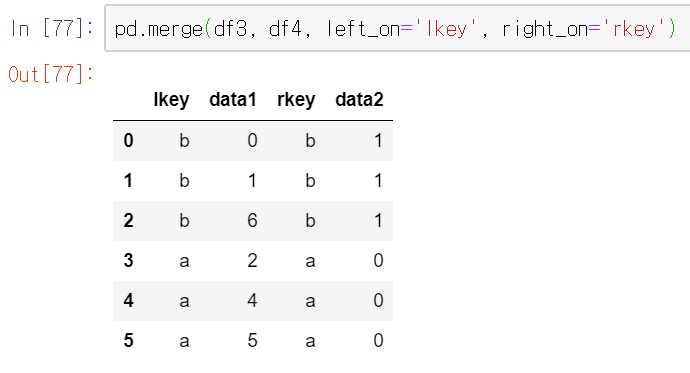 In [77]: pd.merge(df3, df4, left_on='lkey', right_on='rkey')
Out[77]:
lkey data1 rkey data2
0 b 0 b 1
1 b 1 b 1
2 b 6 b 1
3 a 2 a 0
4 a 4 a 0
5 a 5 a 0